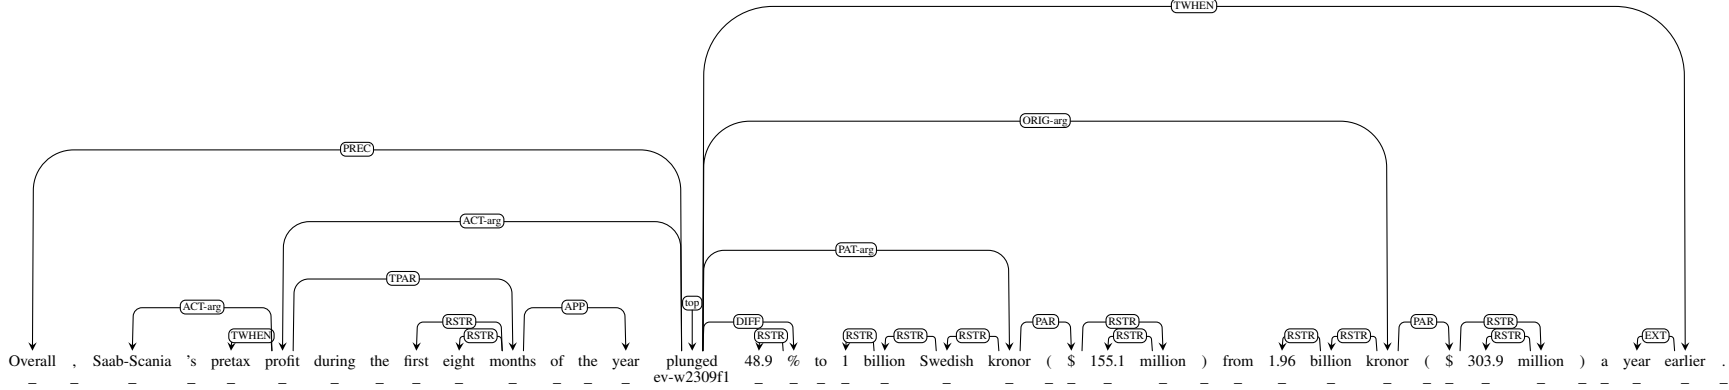 TWHEN
ORIG-arg
PREC
ACT-arg
PAT-arg
TPAR
top
ACT-arg APP
RSTR DIFF PAR RSTR PAR RSTR
TWHEN RSTR RSTR RSTR RSTR RSTR RSTR RSTR RSTR RSTR EXT
Overall , Saab-Scania 's pretax profit during the first eight months of the year plunged 48.9 % to 1 billion Swedish kronor ( $ 155.1 million ) from 1.96 billion kronor ( $ 303.9 million ) a year earlier .
_ _ _ _ _ _ _ _ _ _ _ _ _ _ ev-w2309f1 _ _ _ _ _ _ _ _ _ _ _ _ _ _ _ _ _ _ _ _ _ _ _ _